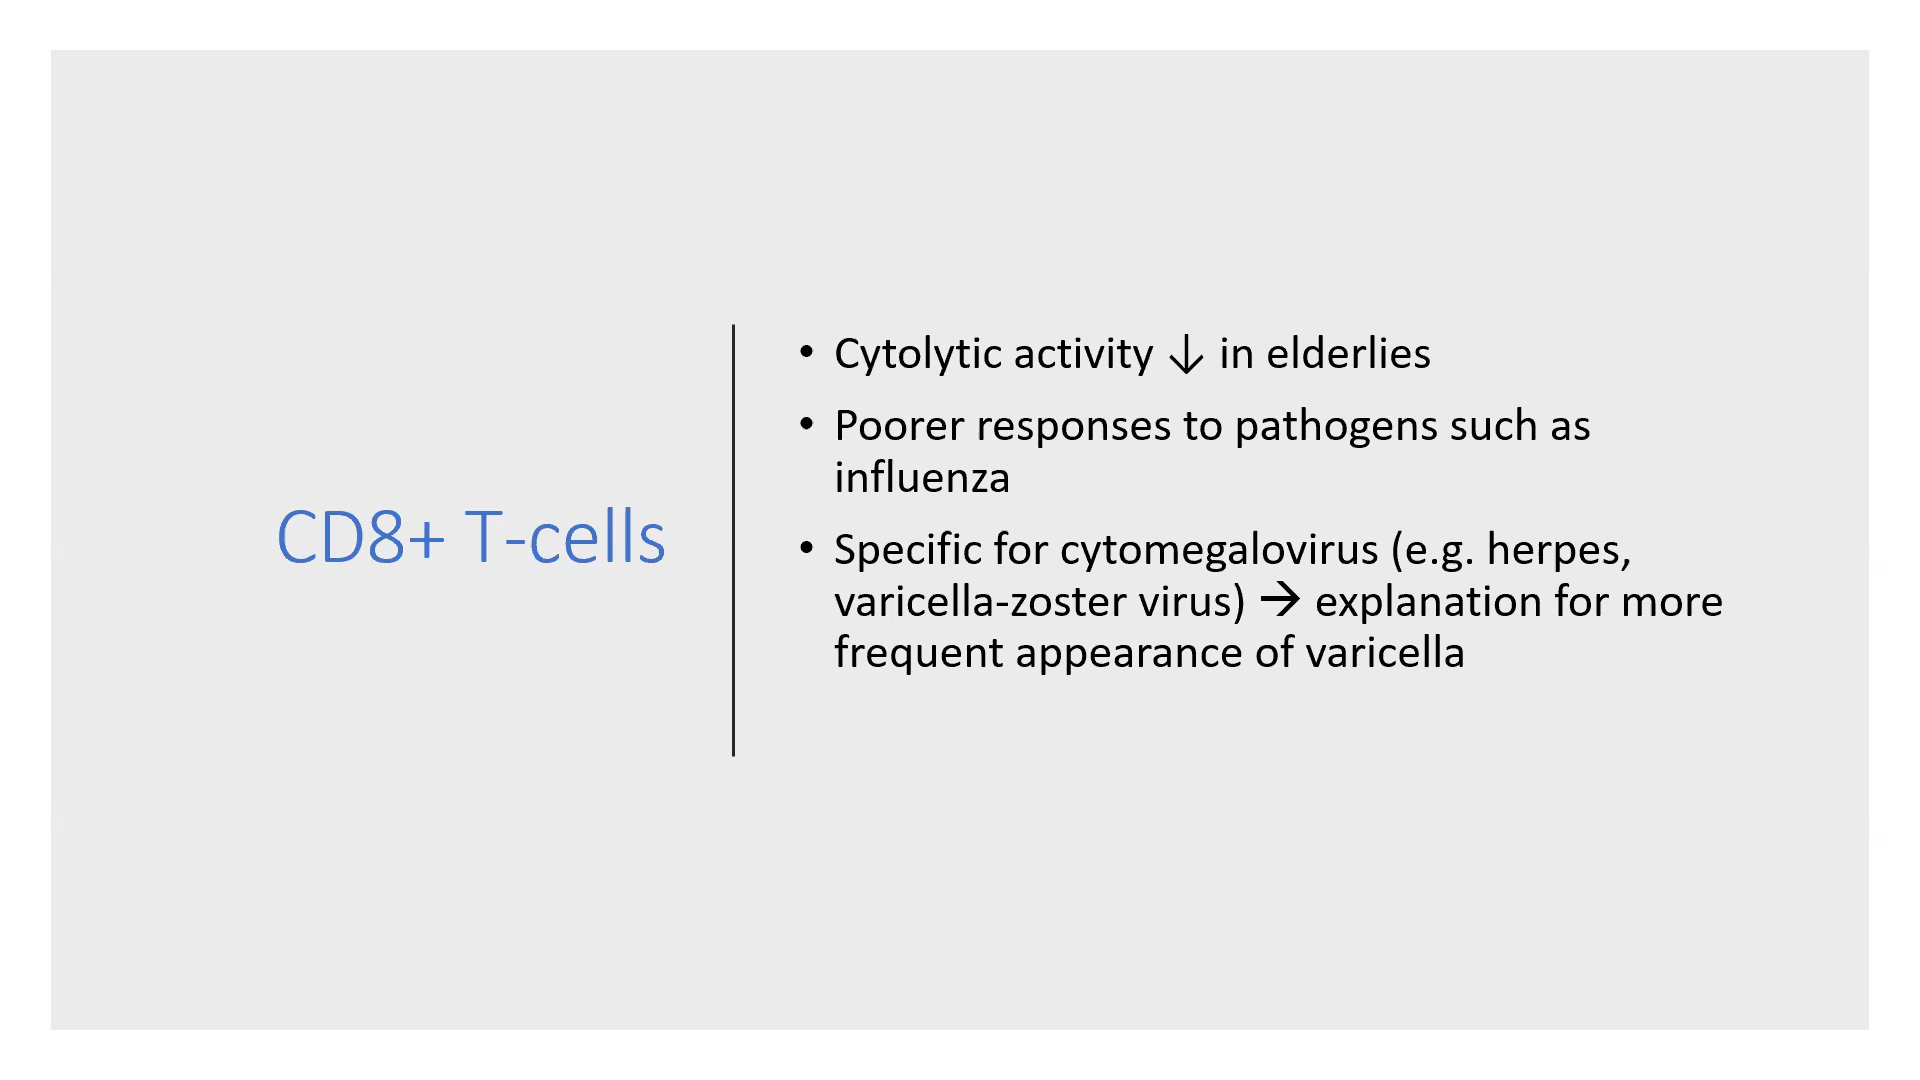 CD8+ T-cells
• Cytolytic activity ↓ in elderlies
• Poorer responses to pathogens such as
influenza
• Specific for cytomegalovirus (e.g. herpes,
varicella-zoster virus) → explanation for more
frequent appearance of varicella